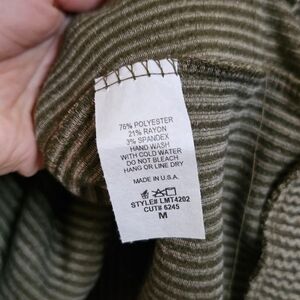 76% POLYESTER
21% RAYON
3% SPANDEX
HAND WASH
WITH COLD WATER
DO NOT BLEACH
HANG OR LINE DRY
MADE IN U.S.A.
STYLE# LMT4202
CUT# 6245
M